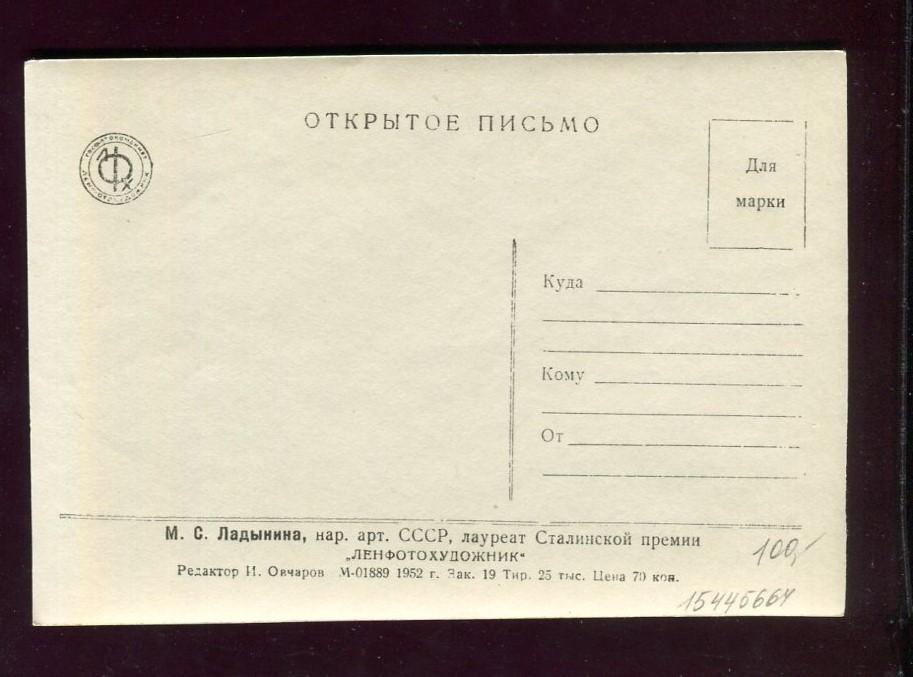 ОТКРЫТОЕ ПИСЬМО
Для
марки
Куда
Кому
От
М. С. Ладынина, нар. арт. СССР, лауреат Сталинской премии
„ЛЕНФОТОХУДОЖНИК“
Редактор И. Овчаров М-01889 1952 г. Зак. 19 Тир. 25 тыс. Цена 70 коп.
100,-
15445664